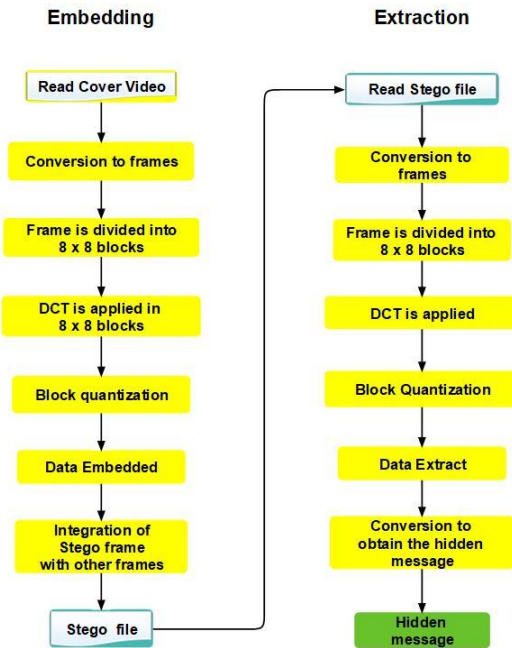 Embedding
Read Cover Video
Conversion to frames
Frame is divided into
8 x 8 blocks
DCT is applied in
8 x 8 blocks
Block quantization
Data Embedded
Integration of
Stego frame
with other frames
Stego file
Extraction
Read Stego file
Conversion to
frames
Frame is divided into
8 x 8 blocks
DCT is applied
Block Quantization
Data Extract
Conversion to
obtain the hidden
message
Hidden
message